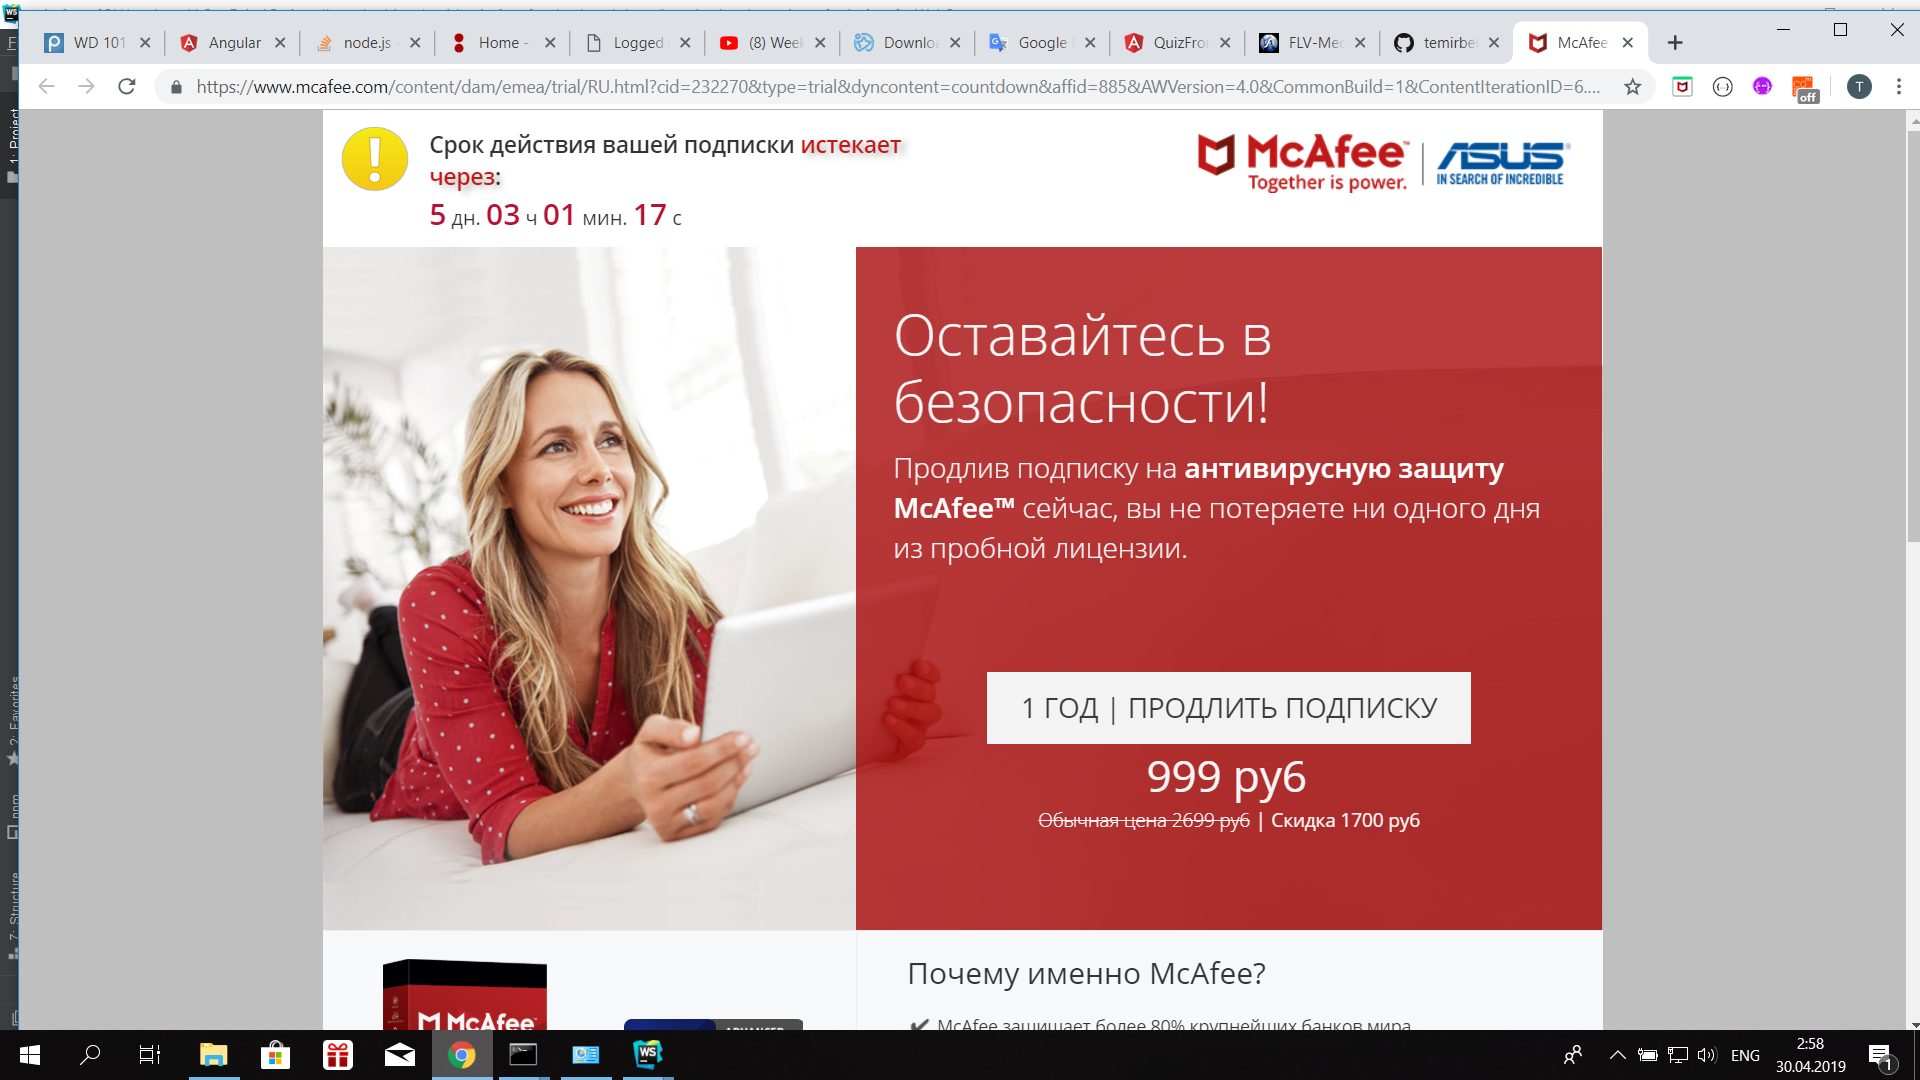 WD 101
Angular
node.js
Home -
Logged
(8) Week
Downlo
Google
QuizFro
FLV-Med
temirbe
McAfee
https://www.mcafee.com/content/dam/emea/trial/RU.html?cid=232270&type=trial&dyncontent=countdown&affid=885&AWVersion=4.0&CommonBuild=1&ContentIterationID=6....
off
T
1: Project
2: Favorites
npm
7: Structure
Срок действия вашей подписки истекает
через:
5 дн. 03 ч 01 мин. 17 с
McAfee™
Together is power.
ASUS
IN SEARCH OF INCREDIBLE
Оставайтесь в
безопасности!
Продлив подписку на антивирусную защиту
McAfee™ сейчас, вы не потеряете ни одного дня
из пробной лицензии.
1 ГОД | ПРОДЛИТЬ ПОДПИСКУ
999 руб
Обычная цена 2699 руб | Скидка 1700 руб
Почему именно McAfee?
McAfee защищает более 80% крупнейших банков мира
McAfee
ADVANCED
WS
ENG
2:58
30.04.2019
1